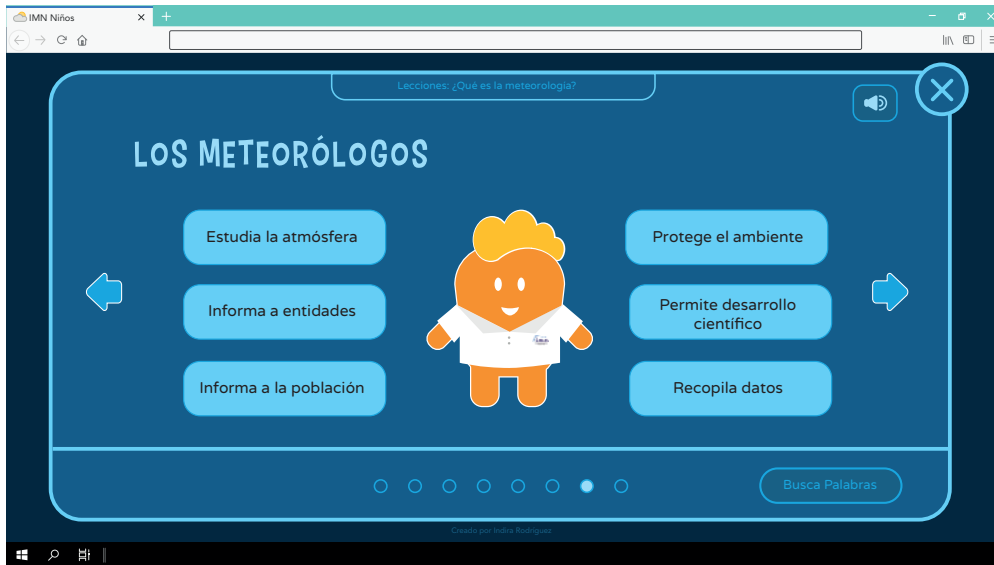 IMN Niños
Lecciones: ¿Qué es la meteorología?
LOS METEORÓLOGOS
Estudia la atmósfera
Informa a entidades
Informa a la población
Protege el ambiente
Permite desarrollo
científico
Recopila datos
Busca Palabras
Creado por Indira Rodríguez